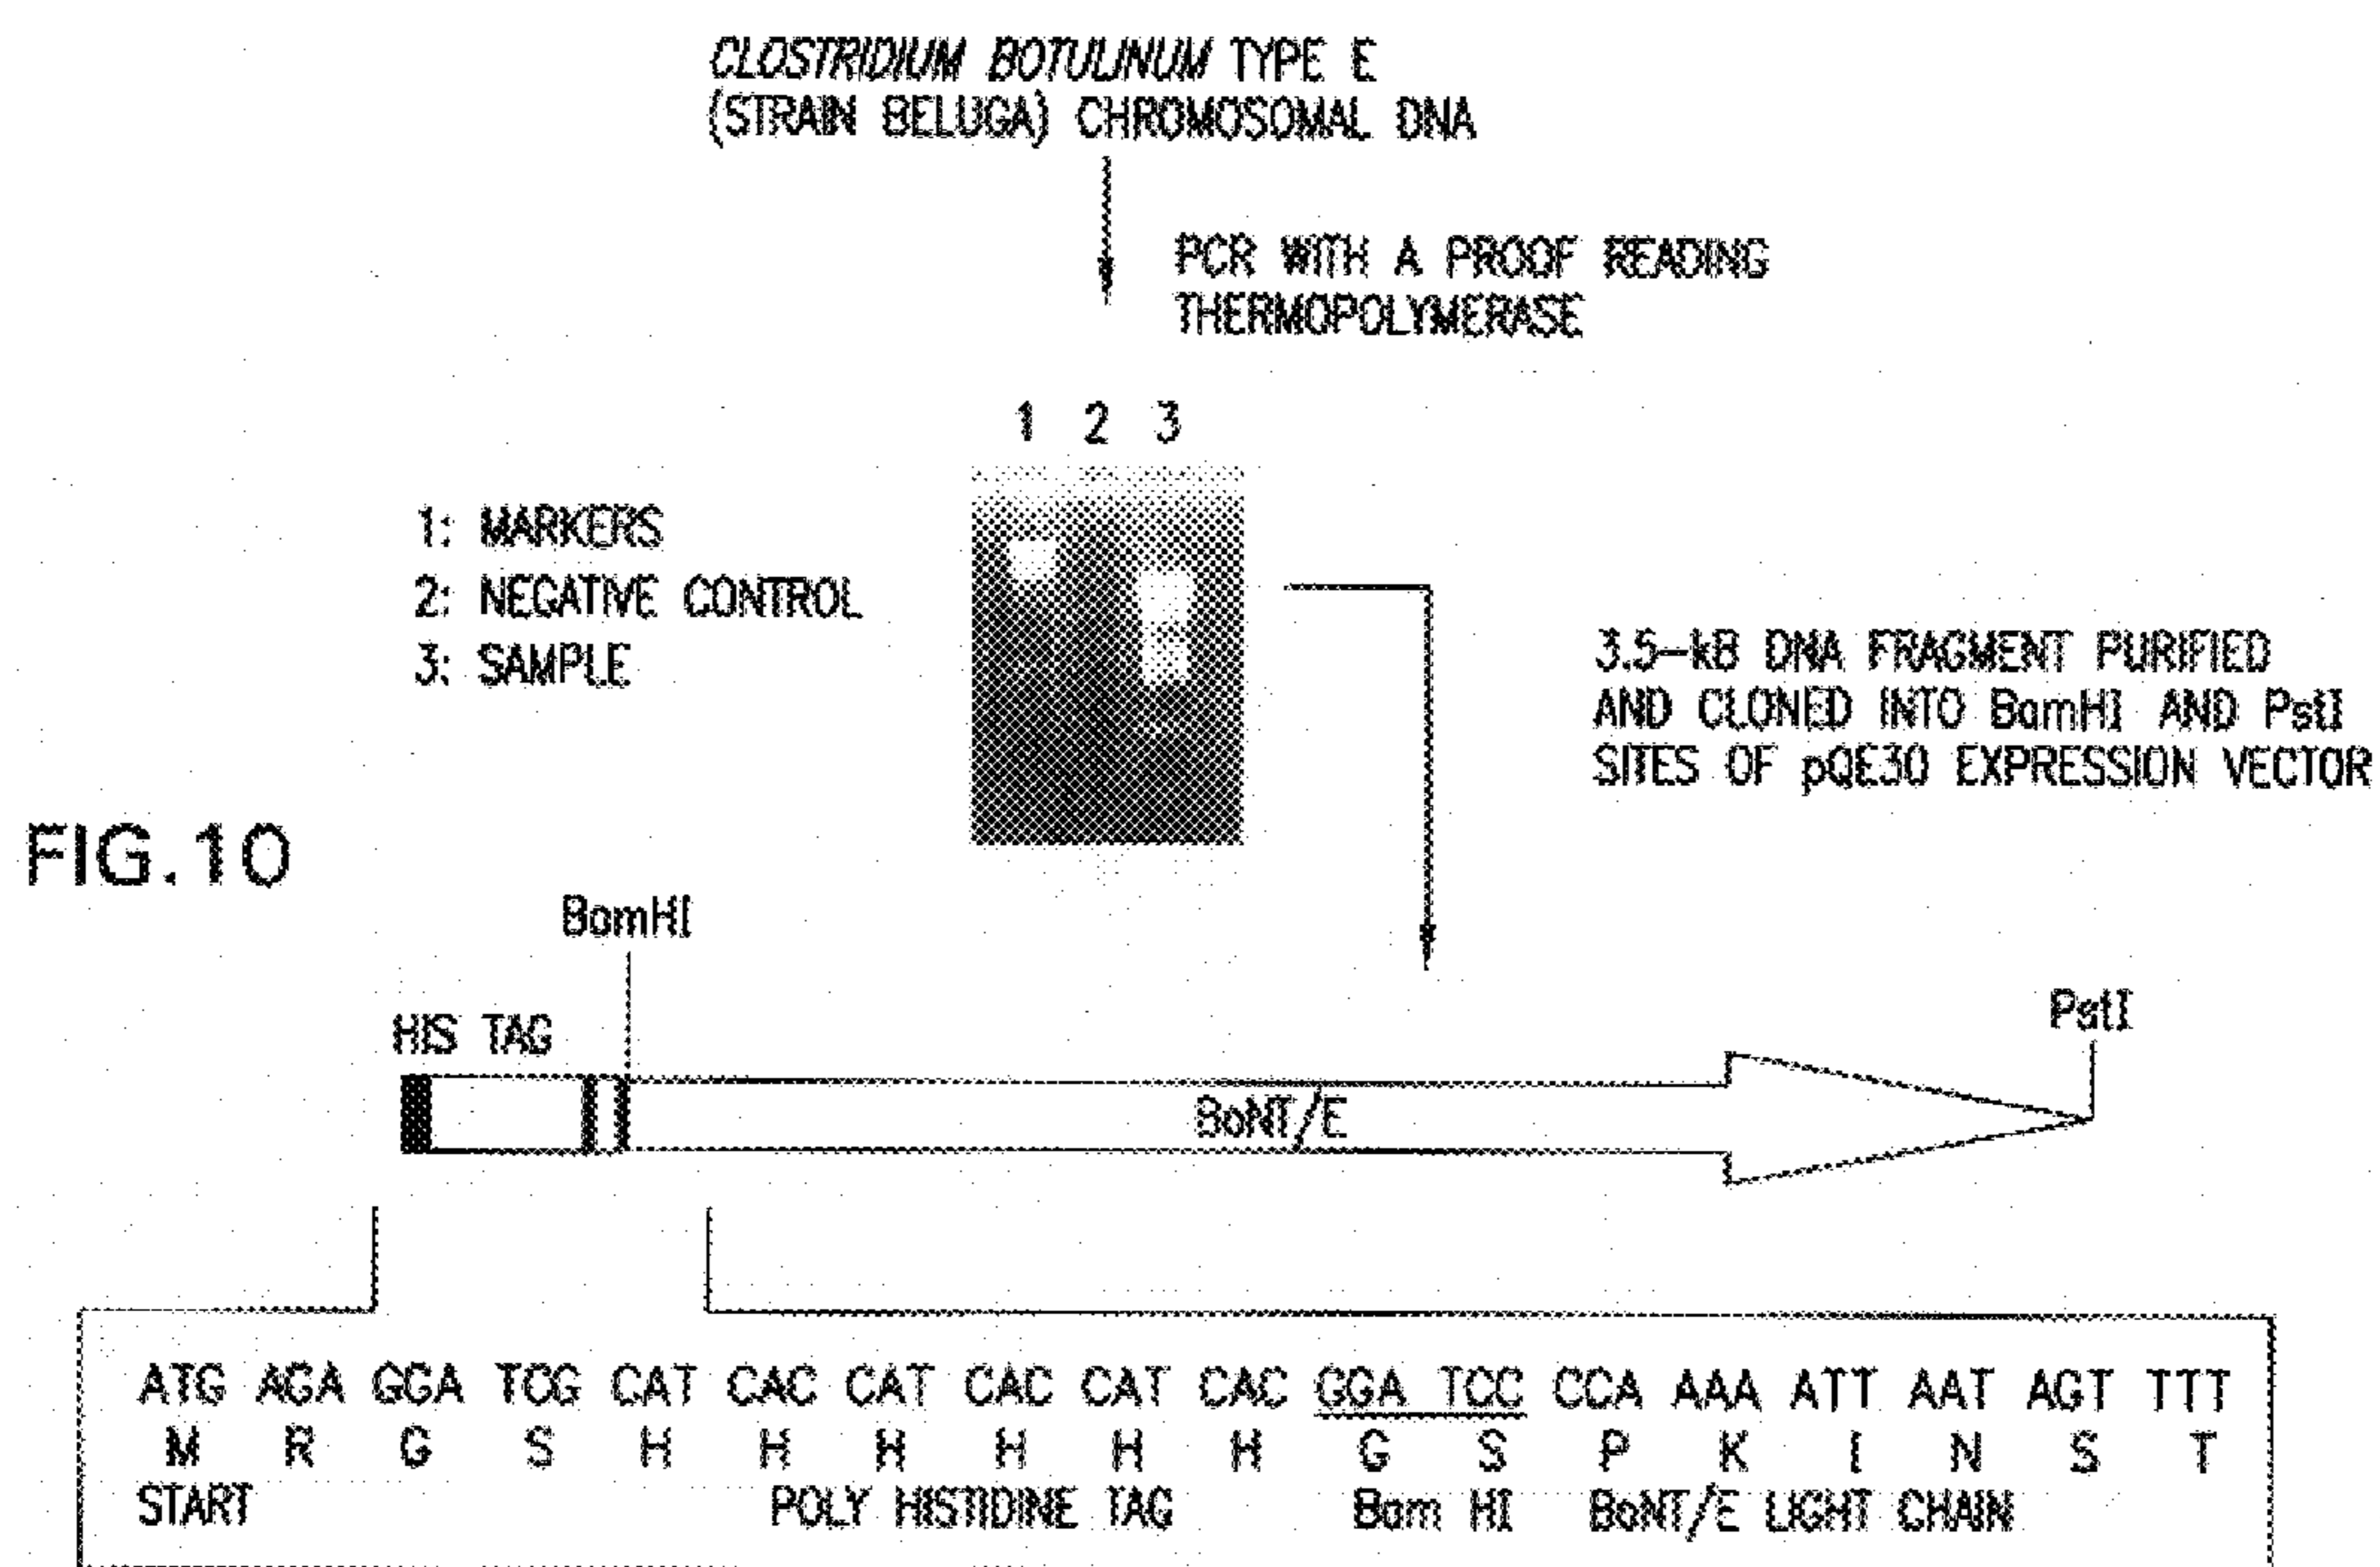 CLOSTRIDIUM BOTULINUM TYPE E
(STRAIN BELUGA) CHROMOSOMAL DNA
PCR WITH A PROOF READING
THERMOPOLYMERASE
1 2 3
1: MARKERS
2: NEGATIVE CONTROL
3: SAMPLE
3.5-kB DNA FRAGMENT PURIFIED
AND CLONED INTO BamHI AND PstI
SITES OF pQE30 EXPRESSION VECTOR
FIG.10
BamHI
HIS TAG
PstI
BoNT/E
ATG AGA GGA TCG CAT CAC CAT CAC CAT CAC GGA TCC CCA AAA ATT AAT AGT TTT
M R G S H H H H H H G S P K I N S T
START POLY HISTIDINE TAG Bam HI BoNT/E LIGHT CHAIN